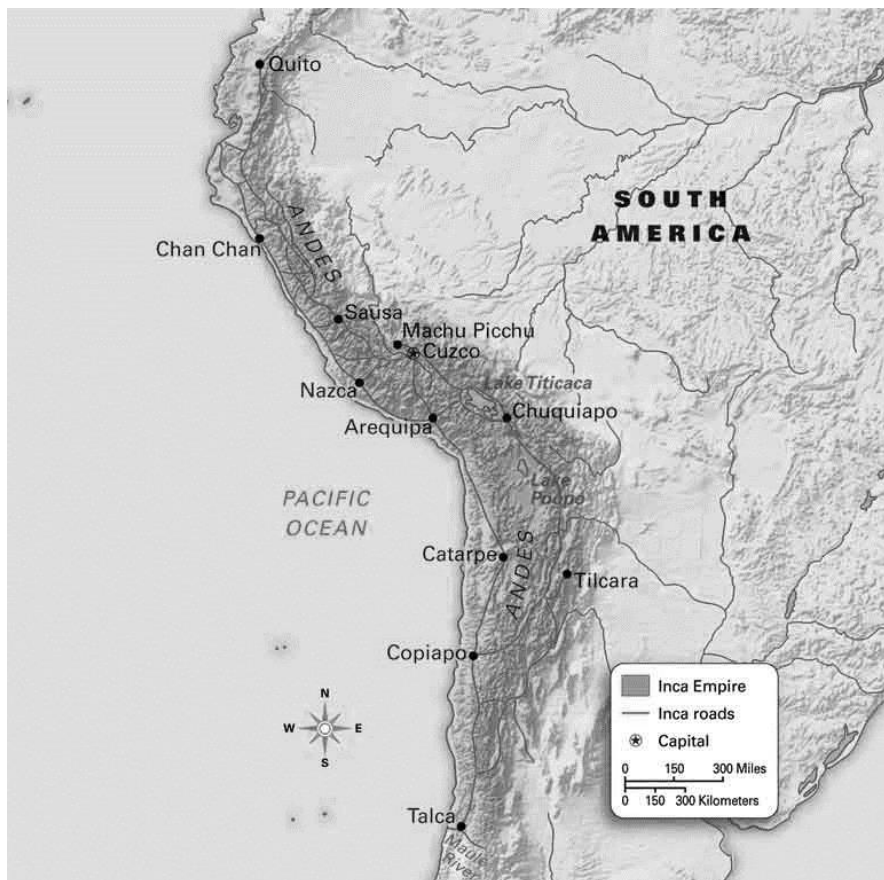 Quito
SOUTH
AMERICA
ANDES
Chan Chan
Sausa
Machu Picchu
Cuzco
Nazca
Lake Titicaca
Chuquiapo
Arequipa
Lake
Poopo
PACIFIC
OCEAN
Catarpe
ANDES
Tilcara
Copiapo
N
W E
S
Inca Empire
Inca roads
Capital
0 150 300 Miles
0 150 300 Kilometers
Talca
Maule
River